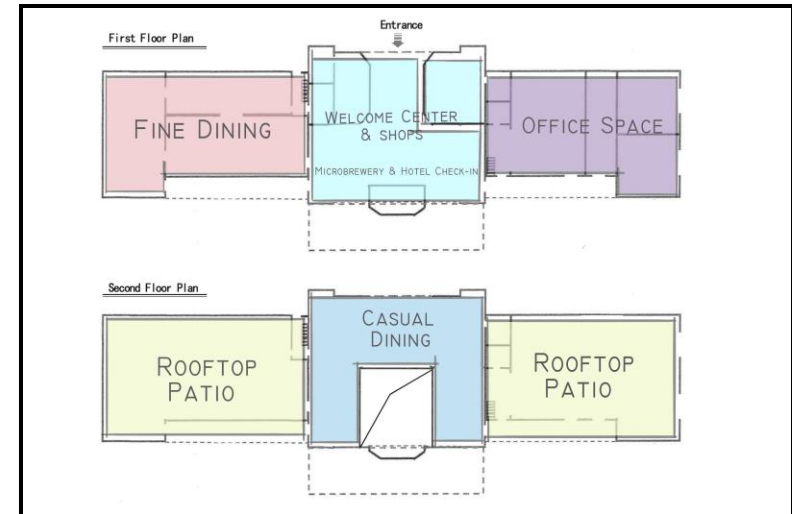 Entrance
First Floor Plan
Fine Dining
Welcome Center
& shops
Microbrewery & Hotel Check-in
Office Space
Second Floor Plan
Casual
Dining
Rooftop
Patio
Rooftop
Patio